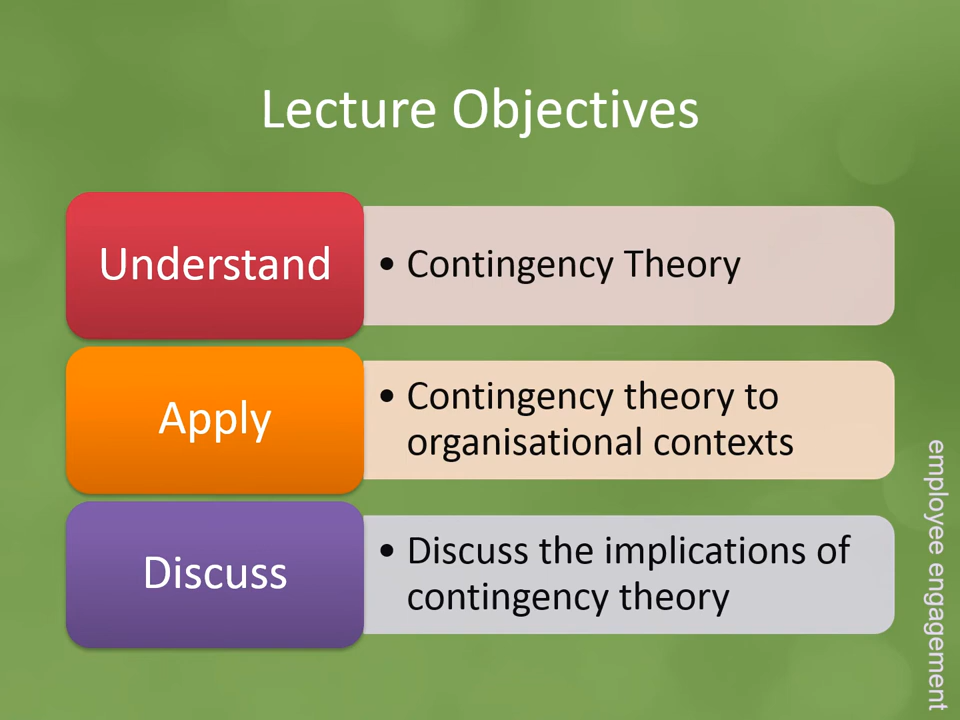 Lecture Objectives
Understand
• Contingency Theory
Apply
• Contingency theory to
organisational contexts
Discuss
• Discuss the implications of
contingency theory
employee engagement